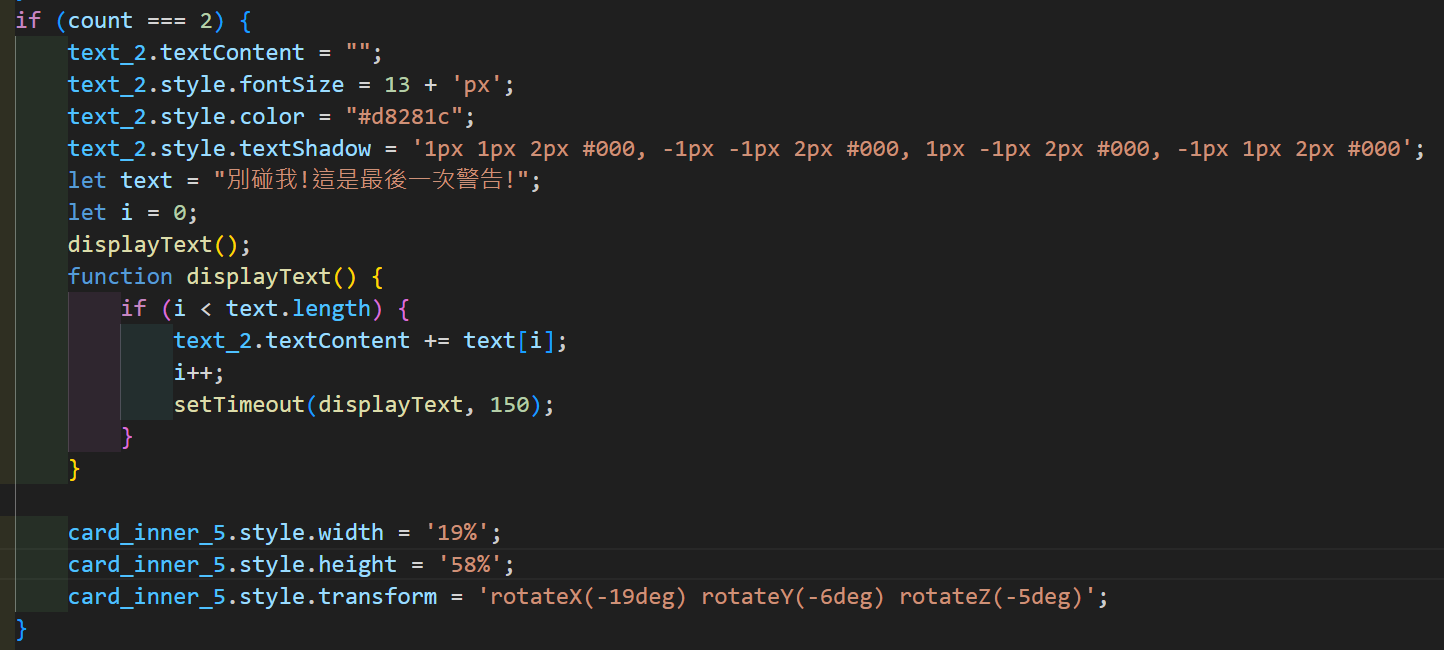 if (count === 2) {
text_2.textContent = "";
text_2.style.fontSize = 13 + 'px';
text_2.style.color = "#d8281c";
text_2.style.textShadow = '1px 1px 2px #000, -1px -1px 2px #000, 1px -1px 2px #000, -1px 1px 2px #000';
let text = "別碰我!這是最後一次警告!";
let i = 0;
displayText();
function displayText() {
if (i < text.length) {
text_2.textContent += text[i];
i++;
setTimeout(displayText, 150);
}
}
card_inner_5.style.width = '19%';
card_inner_5.style.height = '58%';
card_inner_5.style.transform = 'rotateX(-19deg) rotateY(-6deg) rotateZ(-5deg)';
}